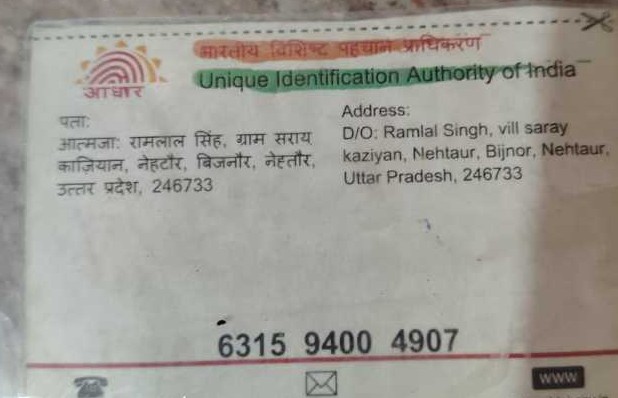 भारतीय विशिष्ट पहचान प्राधिकरण
Unique Identification Authority of India
आधार
पता:
आत्मजा: रामलाल सिंह, ग्राम सराय
काज़ियान, नेहटौर, बिजनौर, नेहतौर,
उत्तर प्रदेश, 246733
Address:
D/O: Ramlal Singh, vill saray
kaziyan, Nehtaur, Bijnor, Nehtaur,
Uttar Pradesh, 246733
6315 9400 4907
WWW